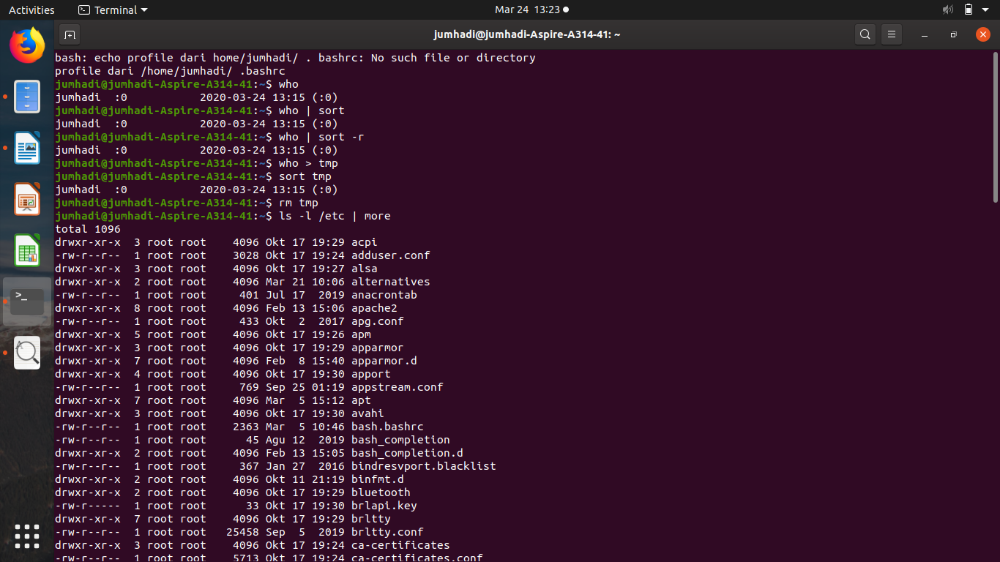 Activities
Terminal
Mar 24 13:23
jumhadi@jumhadi-Aspire-A314-41: ~
bash: echo profile dari home/jumhadi/ . bashrc: No such file or directory
profile dari /home/jumhadi/ .bashrc
jumhadi@jumhadi-Aspire-A314-41:~$ who
jumhadi  :0           2020-03-24 13:15 (:0)
jumhadi@jumhadi-Aspire-A314-41:~$ who | sort
jumhadi  :0           2020-03-24 13:15 (:0)
jumhadi@jumhadi-Aspire-A314-41:~$ who | sort -r
jumhadi  :0           2020-03-24 13:15 (:0)
jumhadi@jumhadi-Aspire-A314-41:~$ who > tmp
jumhadi@jumhadi-Aspire-A314-41:~$ sort tmp
jumhadi  :0           2020-03-24 13:15 (:0)
jumhadi@jumhadi-Aspire-A314-41:~$ rm tmp
jumhadi@jumhadi-Aspire-A314-41:~$ ls -l /etc | more
total 1096
drwxr-xr-x  3 root root    4096 Okt 17 19:29 acpi
-rw-r--r--  1 root root    3028 Okt 17 19:24 adduser.conf
drwxr-xr-x  3 root root    4096 Okt 17 19:27 alsa
drwxr-xr-x  2 root root    4096 Mar 21 10:06 alternatives
-rw-r--r--  1 root root     401 Jul 17  2019 anacrontab
drwxr-xr-x  8 root root    4096 Feb 13 15:06 apache2
-rw-r--r--  1 root root     433 Okt  2  2017 apg.conf
drwxr-xr-x  5 root root    4096 Okt 17 19:26 apm
drwxr-xr-x  3 root root    4096 Okt 17 19:29 apparmor
drwxr-xr-x  7 root root    4096 Feb  8 15:40 apparmor.d
drwxr-xr-x  4 root root    4096 Okt 17 19:30 apport
-rw-r--r--  1 root root     769 Sep 25 01:19 appstream.conf
drwxr-xr-x  7 root root    4096 Mar  5 15:12 apt
drwxr-xr-x  3 root root    4096 Okt 17 19:30 avahi
-rw-r--r--  1 root root    2363 Mar  5 10:46 bash.bashrc
-rw-r--r--  1 root root      45 Agu 12  2019 bash_completion
drwxr-xr-x  2 root root    4096 Feb 13 15:05 bash_completion.d
-rw-r--r--  1 root root     367 Jan 27  2016 bindresvport.blacklist
drwxr-xr-x  2 root root    4096 Okt 11 21:19 binfmt.d
drwxr-xr-x  2 root root    4096 Okt 17 19:29 bluetooth
-rw-r-----  1 root root      33 Okt 17 19:30 brlapi.key
drwxr-xr-x  7 root root    4096 Okt 17 19:29 brltty
-rw-r--r--  1 root root   25458 Sep  5  2019 brltty.conf
drwxr-xr-x  3 root root    4096 Okt 17 19:24 ca-certificates
-rw-r--r--  1 root root    5713 Okt 17 19:24 ca-certificates.conf